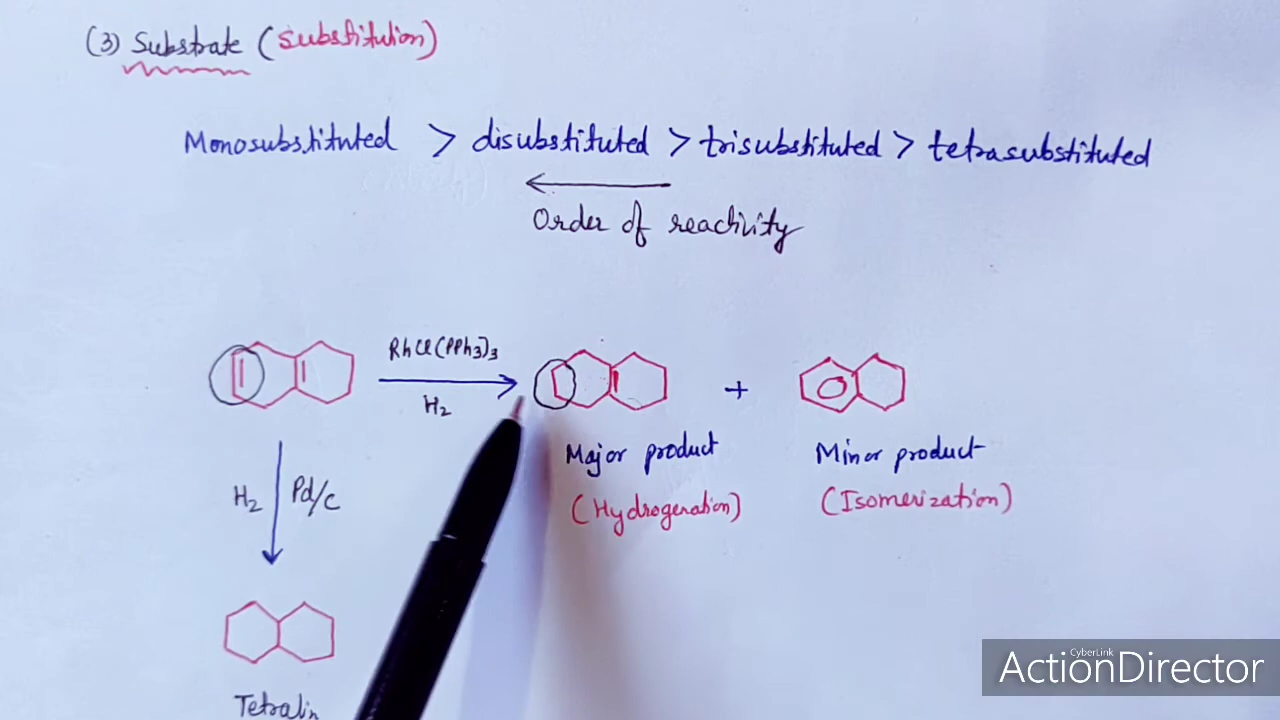 (3) Substrate (Substitution)
Monosubstituted > disubstituted > trisubstituted > tetrasubstituted
Order of reactivity
RhCl(PPh3)3
H2
+
Major product
(Hydrogenation)
Minor product
(Isomerization)
H2 Pd/C
Tetralin
CyberLink
ActionDirector